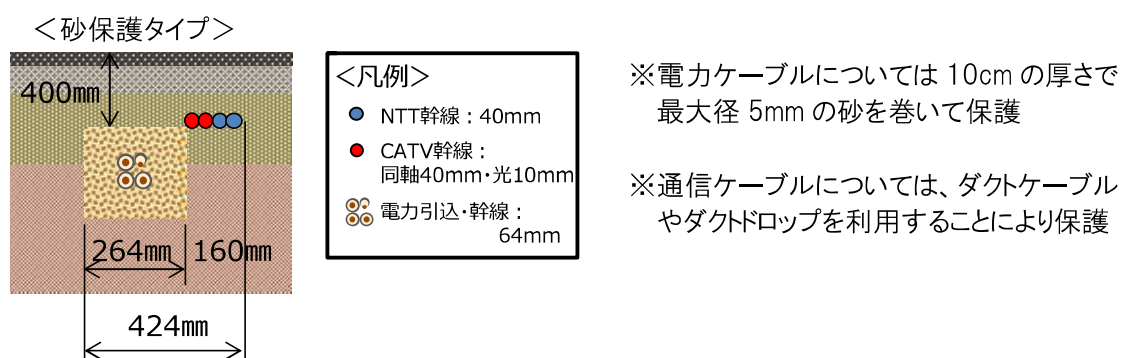 ＜砂保護タイプ＞
400㎜
264㎜
160㎜
424㎜
＜凡例＞
NTT幹線：40mm
CATV幹線：
同軸40mm・光10mm
電力引込・幹線：
64mm
※電力ケーブルについては 10cm の厚さで
最大径 5mm の砂を巻いて保護
※通信ケーブルについては、ダクトケーブル
やダクトドロップを利用することにより保護